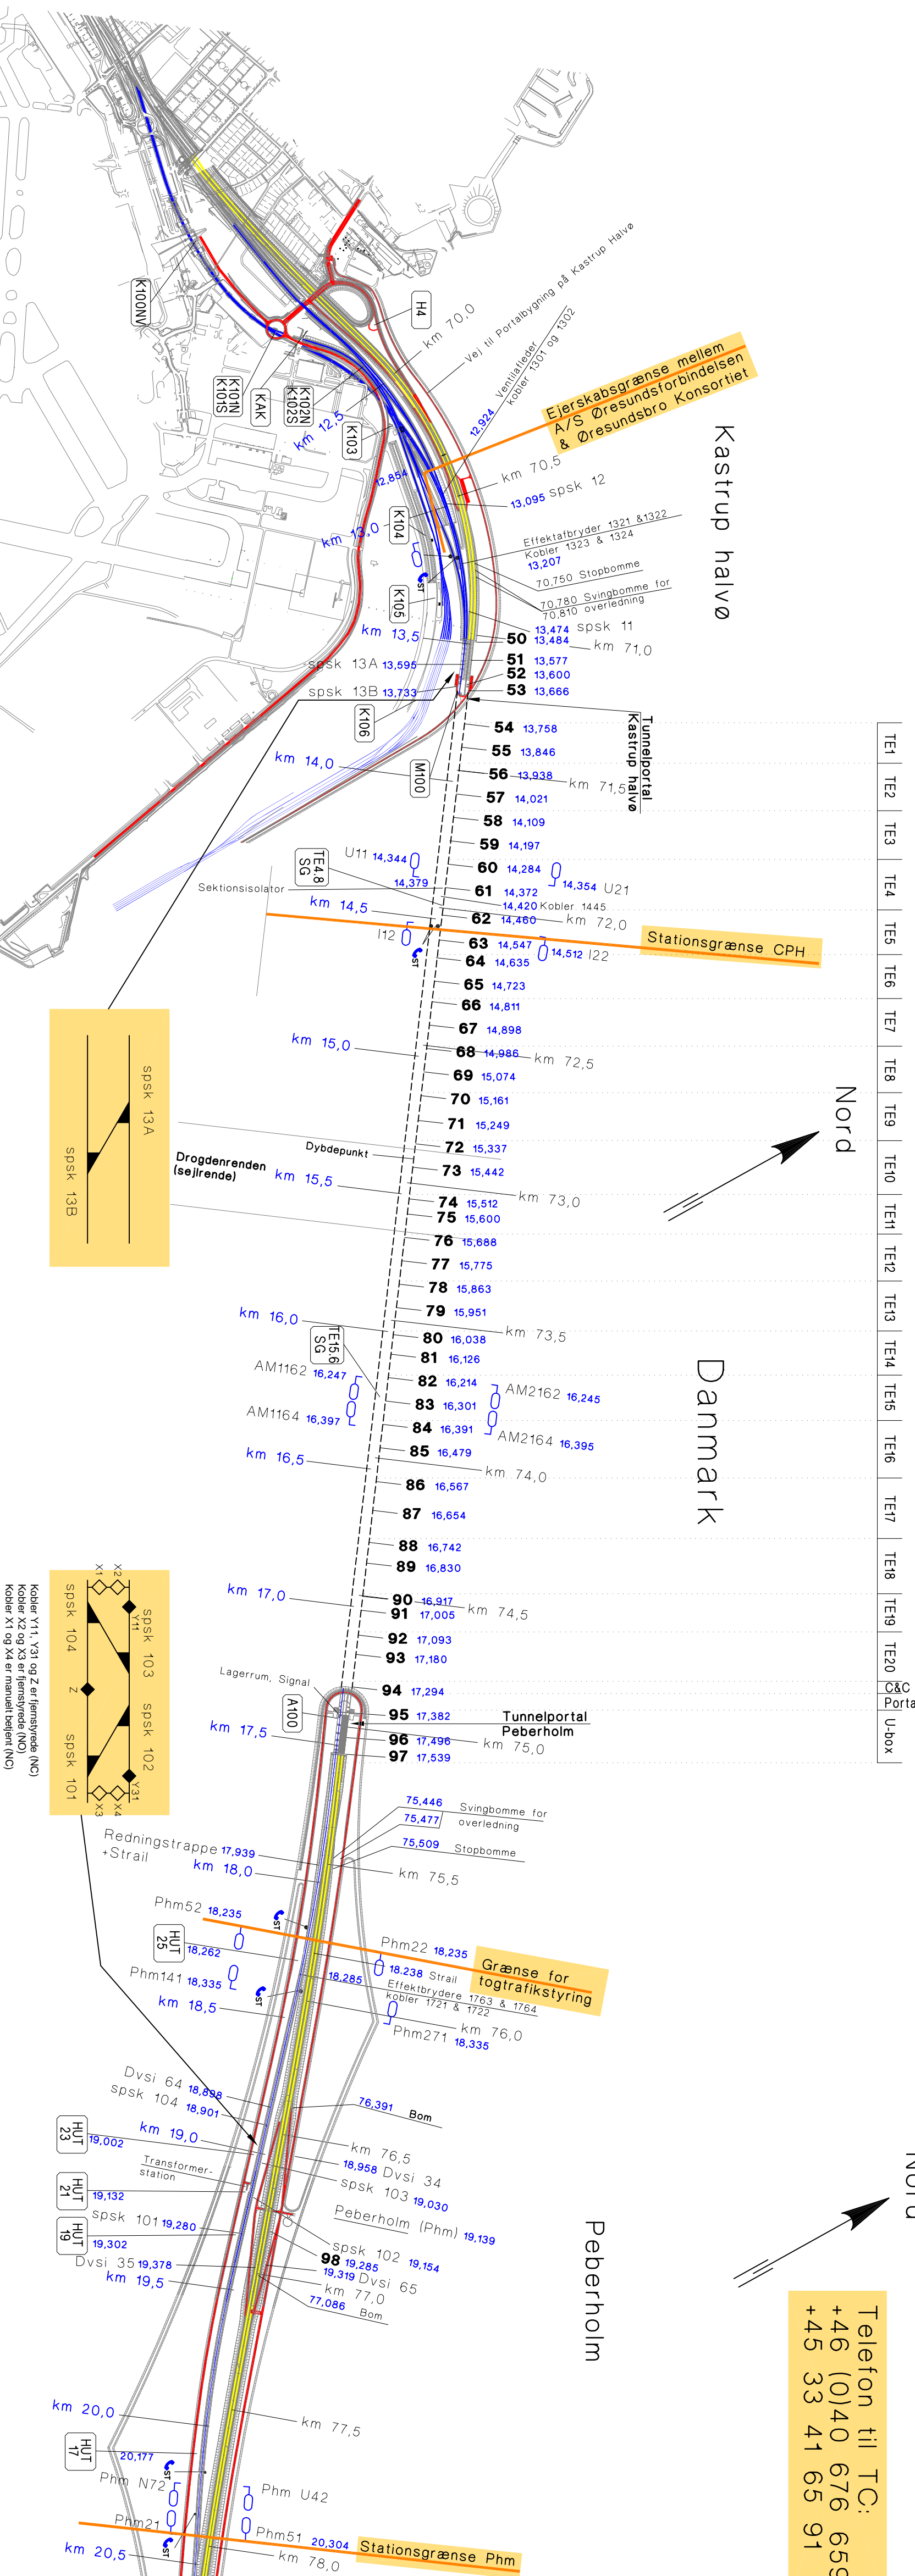 Kastrup halvø
Ejerskabsgrænse mellem
A/S Øresundsforbindelsen
& Øresundsbro Konsortiet
Vej til Portalbygning på Kastrup Halvø
H4
km 70,0
12,924 Ventilafleder
kobler 1301 og 1302
K100NV
K101N
K101S
KAK
K102N
K102S
km 12,5
K103
12,854
km 70,5
13,095 spsk 12
K104
km 13,0
Effektafbryder 1321 &1322
Kobler 1323 & 1324
13,207
ST
K105
70,750 Stopbomme
70,780 Svingbomme for
70,810 overledning
13,474 spsk 11
km 13,5
50 13,484
km 71,0
spsk 13A 13,595
51 13,577
52 13,600
spsk 13B 13,733
53 13,666
K106
Tunnelportal
Kastrup halvø
54 13,758
TE1
55 13,846
km 14,0
M100
56 13,938
km 71,5
TE2
57 14,021
58 14,109
TE3
59 14,197
U11 14,344
60 14,284
14,354 U21
TE4
TE4.8
SG
14,379
Sektionsisolator
61 14,372
14,420 Kobler 1445
km 14,5
62 14,460
km 72,0
TE5
Stationsgrænse CPH
I12
63 14,547
14,512 I22
ST
64 14,635
TE6
65 14,723
66 14,811
TE7
67 14,898
km 15,0
68 14,986
km 72,5
TE8
69 15,074
Nord
70 15,161
TE9
71 15,249
spsk 13A
spsk 13B
Dybdepunkt
72 15,337
TE10
Drogdenrenden
(sejlrende)
73 15,442
km 15,5
km 73,0
74 15,512
TE11
75 15,600
76 15,688
TE12
77 15,775
78 15,863
TE13
79 15,951
km 16,0
km 73,5
80 16,038
TE14
TE15.6
SG
81 16,126
Danmark
AM1162 16,247
82 16,214
AM2162 16,245
TE15
83 16,301
AM1164 16,397
84 16,391
AM2164 16,395
TE16
85 16,479
km 16,5
km 74,0
86 16,567
TE17
87 16,654
88 16,742
TE18
89 16,830
km 17,0
90 16,917
km 74,5
TE19
91 17,005
92 17,093
TE20
93 17,180
Lagerrum, Signal
94 17,294
C&C
Porta
A100
95 17,382
Tunnelportal
Peberholm
U-box
km 17,5
96 17,496
km 75,0
97 17,539
X2
X1
Y11
spsk 103
spsk 104
Z
spsk 102
spsk 101
Y31
X4
X3
Kobler Y11, Y31 og Z er fjernstyrede (NC)
Kobler X2 og X3 er fjernstyrede (NO)
Kobler X1 og X4 er manuelt betjent (NC)
75,446 Svingbomme for
75,477 overledning
75,509 Stopbomme
Redningstrappe 17,939
+Strail
km 18,0
km 75,5
Phm52 18,235
ST
Phm22 18,235
Grænse for
togtrafikstyring
HUT
25
18,262
18.238 Strail
Phm141 18,335
ST
18,285 Effektbrydere 1763 & 1764
kobler 1721 & 1722
km 18,5
km 76,0
Phm271 18,335
Dvsi 64 18,898
spsk 104 18,901
76,391 Bom
km 19,0
km 76,5
HUT
23
19,002
18,958 Dvsi 34
Transformer-
station
spsk 103 19,030
HUT
21
19,132
Peberholm (Phm) 19,139
spsk 101 19,280
HUT
19
19,302
spsk 102 19,154
98 19,285
Dvsi 35 19,378
19,319 Dvsi 65
km 19,5
km 77,0
77,086 Bom
Peberholm
Nord
Telefon til TC:
+46 (0)40 676 659
+45 33 41 65 91
km 20,0
km 77,5
HUT
17
20,177
ST
Phm N72
Phm U42
Phm21
ST
Phm51 20,304
Stationsgrænse Phm
km 20,5
km 78,0